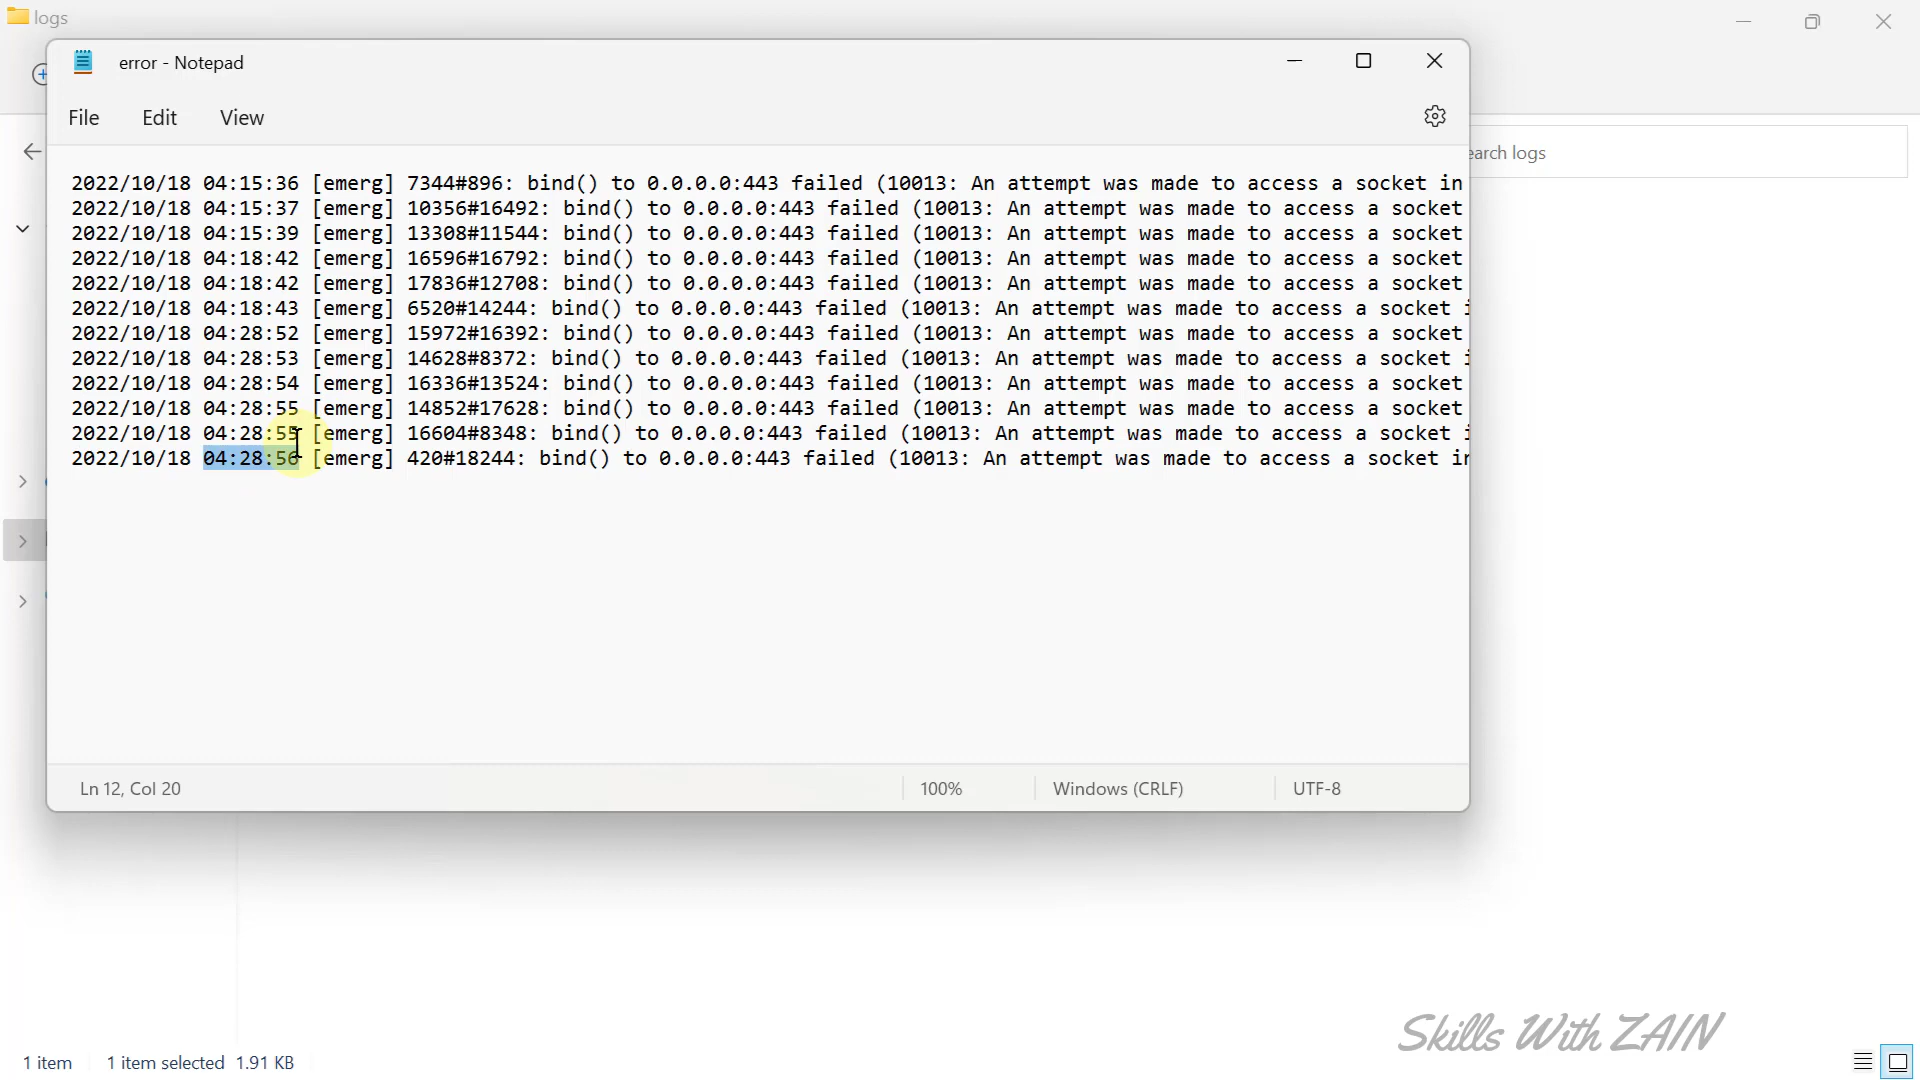 logs
error - Notepad
File Edit View
earch logs
2022/10/18 04:15:36 [emerg] 7344#896: bind() to 0.0.0.0:443 failed (10013: An attempt was made to access a socket in
2022/10/18 04:15:37 [emerg] 10356#16492: bind() to 0.0.0.0:443 failed (10013: An attempt was made to access a socket
2022/10/18 04:15:39 [emerg] 13308#11544: bind() to 0.0.0.0:443 failed (10013: An attempt was made to access a socket
2022/10/18 04:18:42 [emerg] 16596#16792: bind() to 0.0.0.0:443 failed (10013: An attempt was made to access a socket
2022/10/18 04:18:42 [emerg] 17836#12708: bind() to 0.0.0.0:443 failed (10013: An attempt was made to access a socket
2022/10/18 04:18:43 [emerg] 6520#14244: bind() to 0.0.0.0:443 failed (10013: An attempt was made to access a socket i
2022/10/18 04:28:52 [emerg] 15972#16392: bind() to 0.0.0.0:443 failed (10013: An attempt was made to access a socket
2022/10/18 04:28:53 [emerg] 14628#8372: bind() to 0.0.0.0:443 failed (10013: An attempt was made to access a socket i
2022/10/18 04:28:54 [emerg] 16336#13524: bind() to 0.0.0.0:443 failed (10013: An attempt was made to access a socket
2022/10/18 04:28:55 [emerg] 14852#17628: bind() to 0.0.0.0:443 failed (10013: An attempt was made to access a socket
2022/10/18 04:28:55 [emerg] 16604#8348: bind() to 0.0.0.0:443 failed (10013: An attempt was made to access a socket i
2022/10/18 04:28:56 [emerg] 420#18244: bind() to 0.0.0.0:443 failed (10013: An attempt was made to access a socket in
Ln 12, Col 20 100% Windows (CRLF) UTF-8
Skills With ZAIN
1 item 1 item selected 1.91 KB